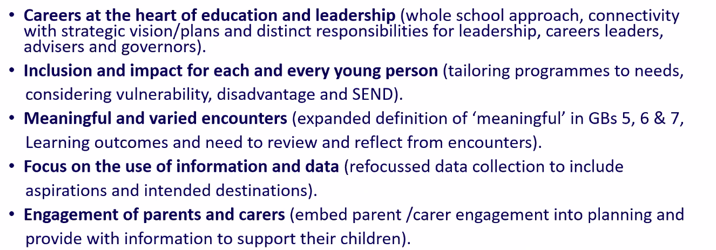 • Careers at the heart of education and leadership (whole school approach, connectivity
with strategic vision/plans and distinct responsibilities for leadership, careers leaders,
advisers and governors).
• Inclusion and impact for each and every young person (tailoring programmes to needs,
considering vulnerability, disadvantage and SEND).
• Meaningful and varied encounters (expanded definition of ‘meaningful’ in GBs 5, 6 & 7,
Learning outcomes and need to review and reflect from encounters).
• Focus on the use of information and data (refocussed data collection to include
aspirations and intended destinations).
• Engagement of parents and carers (embed parent /carer engagement into planning and
provide with information to support their children).